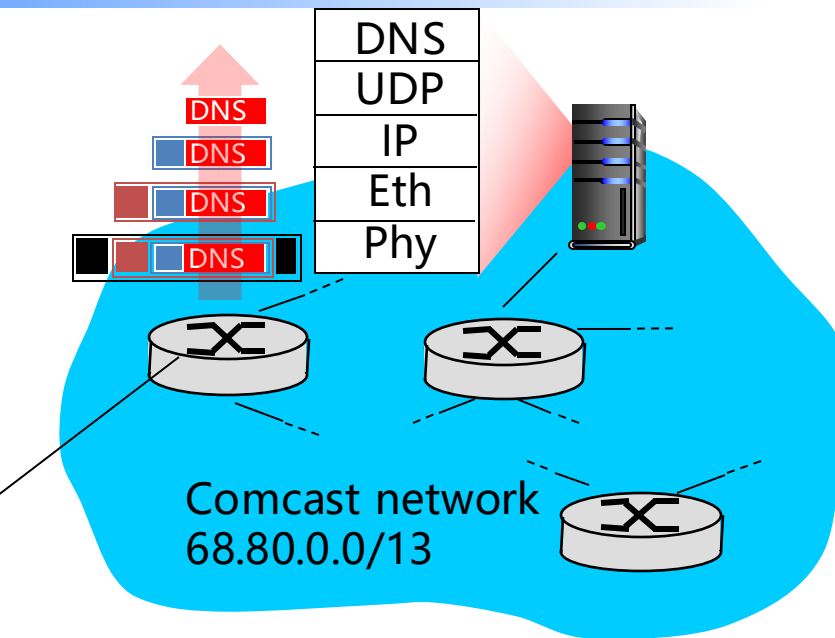 DNS
UDP
IP
Eth
Phy
DNS
DNS
DNS
DNS
Comcast network
68.80.0.0/13